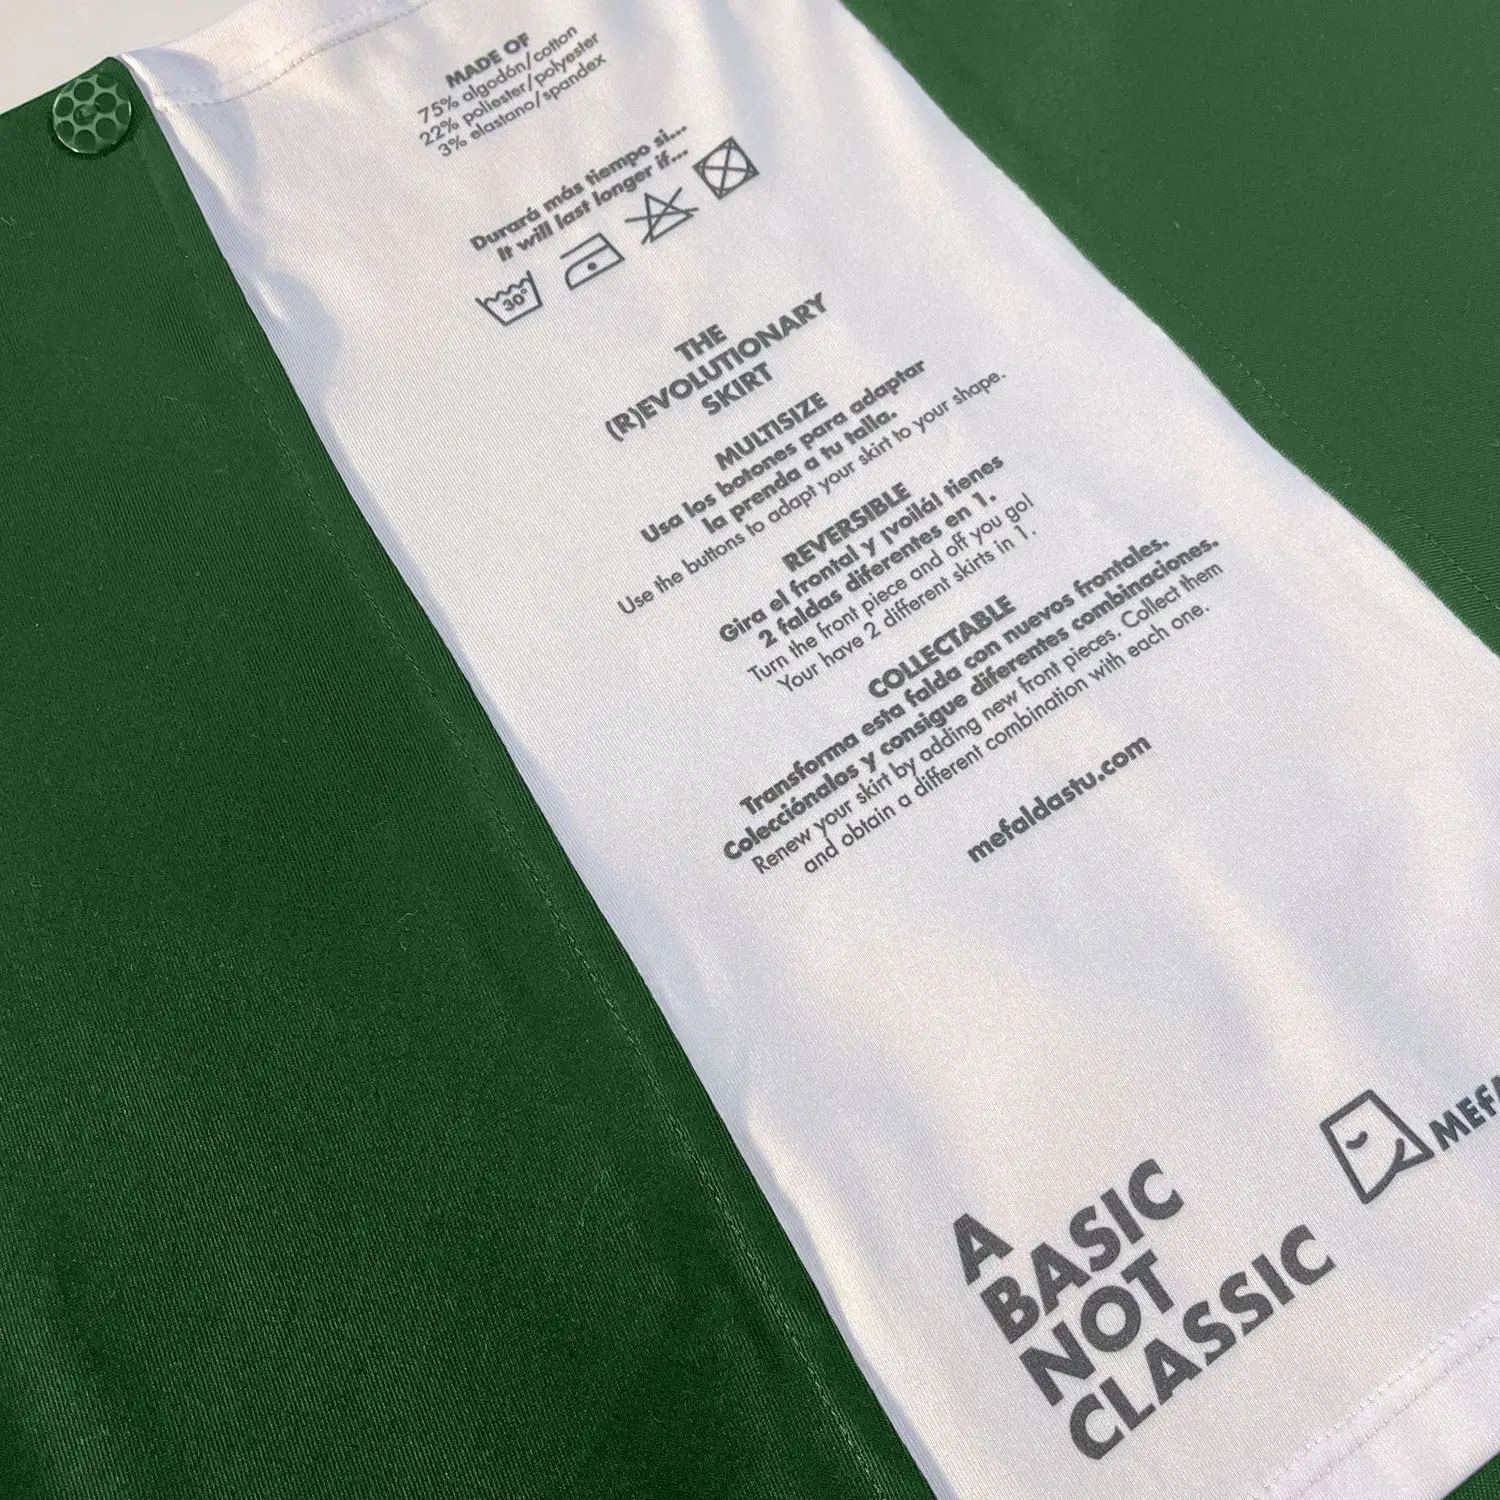 MADE OF
75% algodón/cotton
22% poliester/polyester
3% elastano/spandex
Durará más tiempo si...
It will last longer if...
30°
THE
(R)EVOLUTIONARY
SKIRT
MULTISIZE
Usa los botones para adaptar
la prenda a tu talla.
Use the buttons to adapt your skirt to your shape.
REVERSIBLE
Gira el frontal y ¡voilá! tienes
2 faldas diferentes en 1.
Turn the front piece and off you go!
Your have 2 different skirts in 1.
COLLECTABLE
Transforma esta falda con nuevos frontales.
Colecciónalos y consigue diferentes combinaciones.
Renew your skirt by adding new front pieces. Collect them
and obtain a different combination with each one.
mefaldastu.com
MEFA
A
BASIC
NOT
CLASSIC